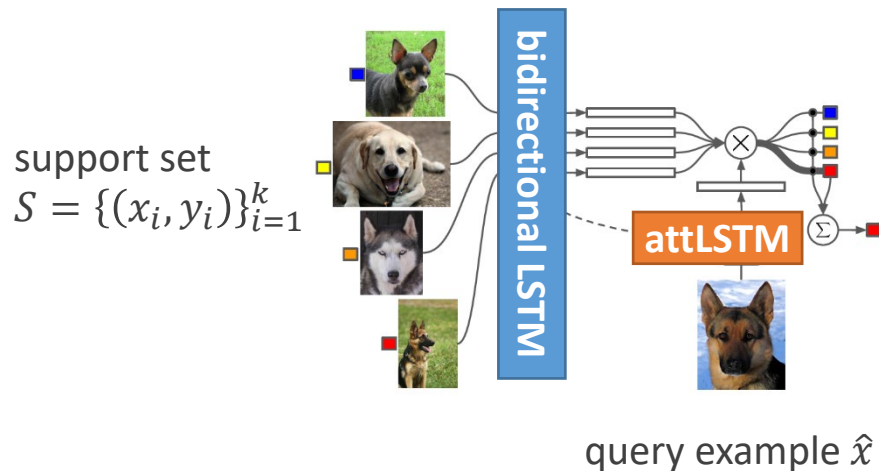 support set
S = {(x_i, y_i)}_{i=1}^k
bidirectional LSTM
×
attLSTM
Σ
query example x̂